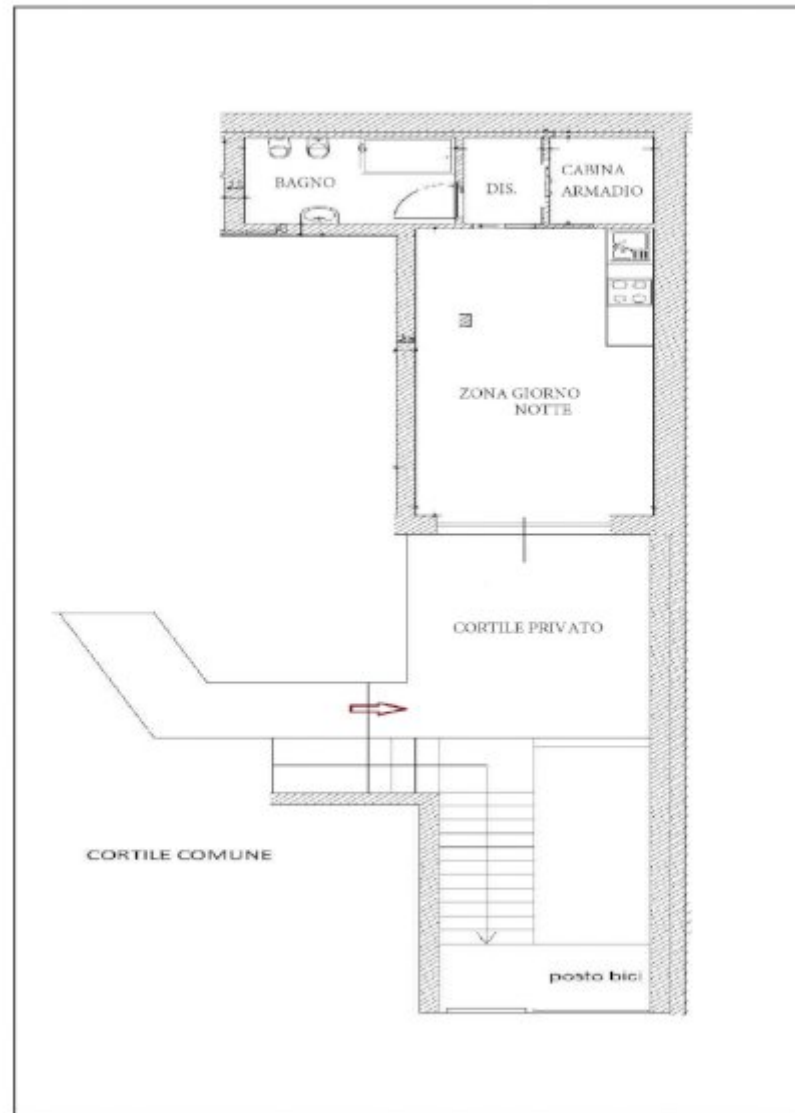 BAGNO
DIS.
CABINA
ARMADIO
ZONA GIORNO
NOTTE
CORTILE PRIVATO
CORTILE COMUNE
posto bici